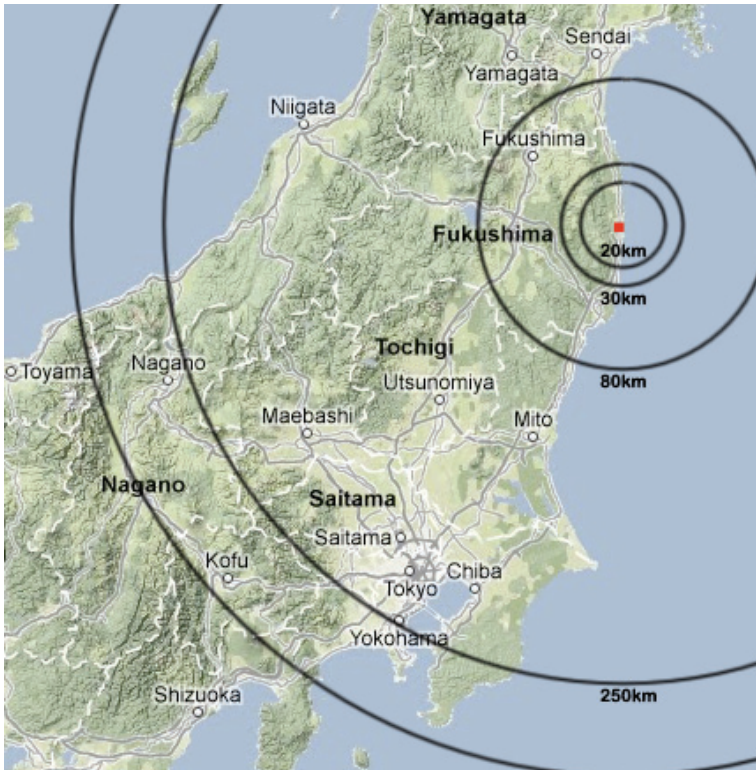 Yamagata
Sendai
Yamagata
Niigata
Fukushima
Fukushima
20km
30km
Tochigi
Toyama
Nagano
Utsunomiya
80km
Maebashi
Mito
Nagano
Saitama
Saitama
Kofu
Tokyo
Chiba
Yokohama
Shizuoka
250km